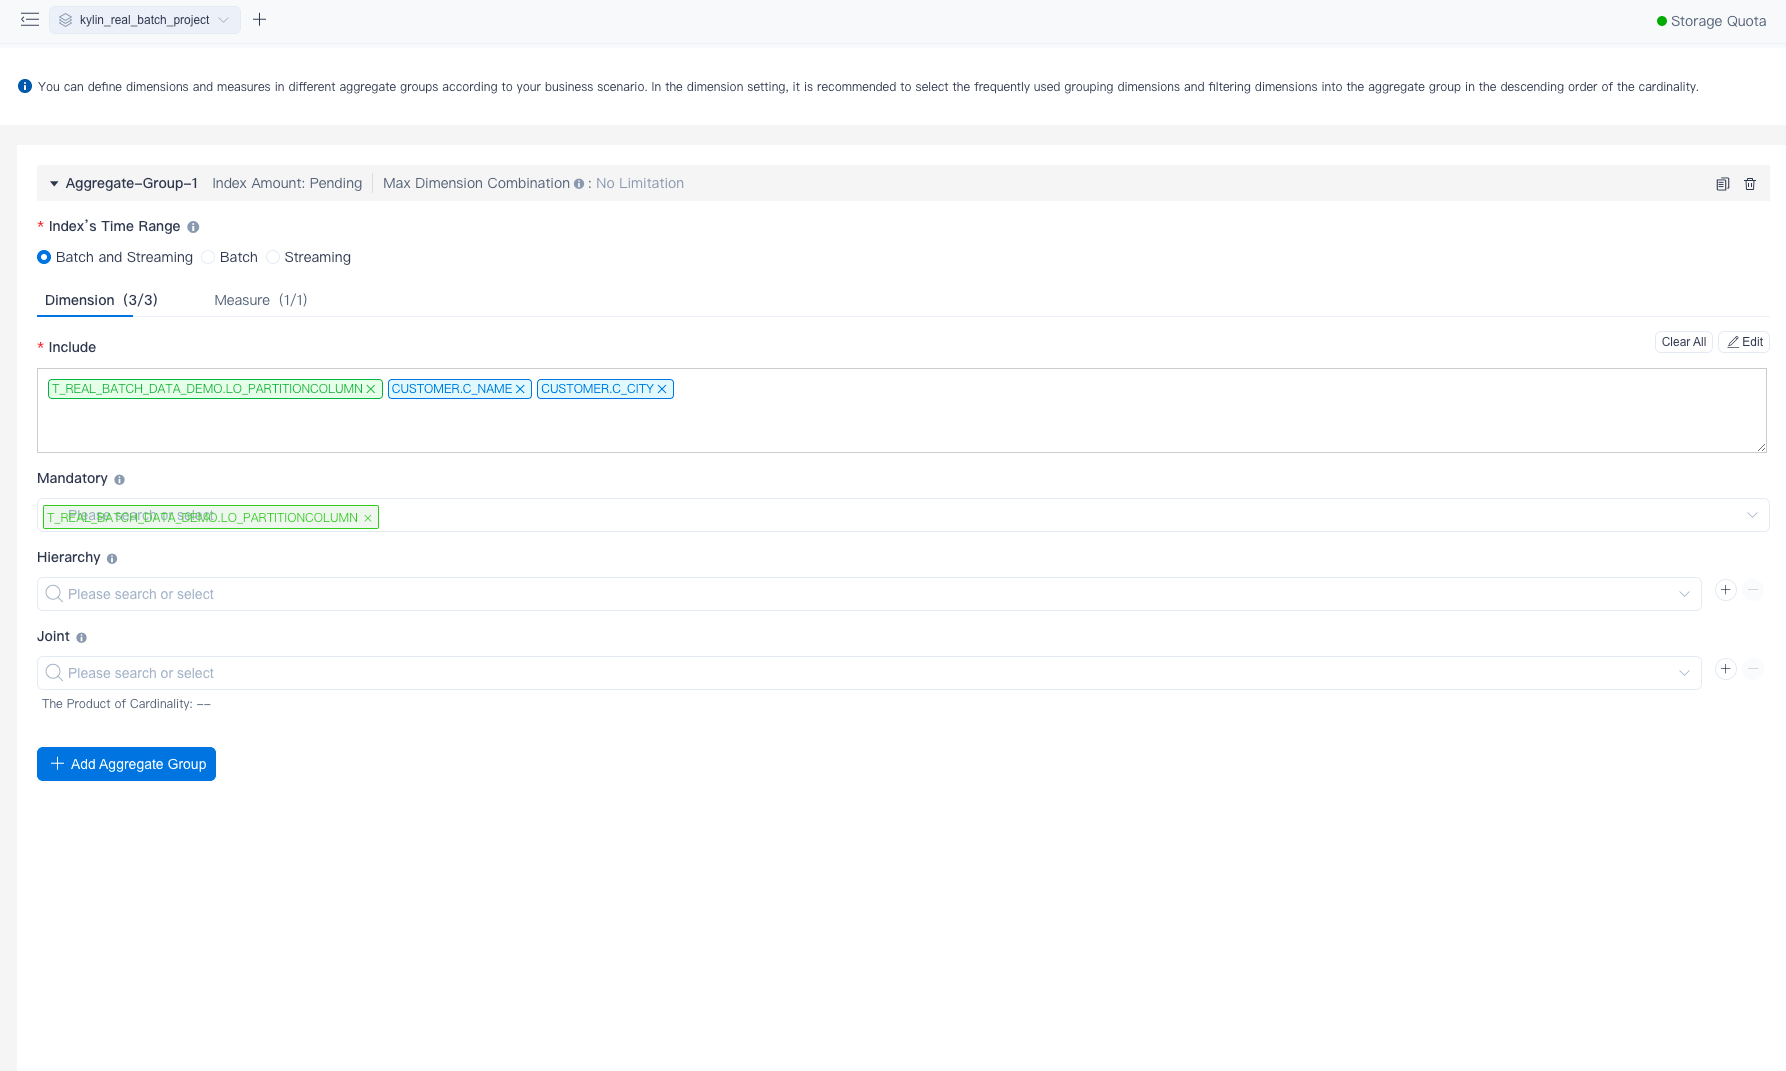 kylin_real_batch_project
Storage Quota
You can define dimensions and measures in different aggregate groups according to your business scenario. In the dimension setting, it is recommended to select the frequently used grouping dimensions and filtering dimensions into the aggregate group in the descending order of the cardinality.
Aggregate-Group-1 Index Amount: Pending Max Dimension Combination : No Limitation
* Index's Time Range
Batch and Streaming Batch Streaming
Dimension (3/3) Measure (1/1)
* Include Clear All Edit
T_REAL_BATCH_DATA_DEMO.LO_PARTITIONCOLUMN CUSTOMER.C_NAME CUSTOMER.C_CITY
Mandatory
Please search or select
T_REAL_BATCH_DATA_DEMO.LO_PARTITIONCOLUMN
Hierarchy
Please search or select
Joint
Please search or select
The Product of Cardinality: --
Add Aggregate Group